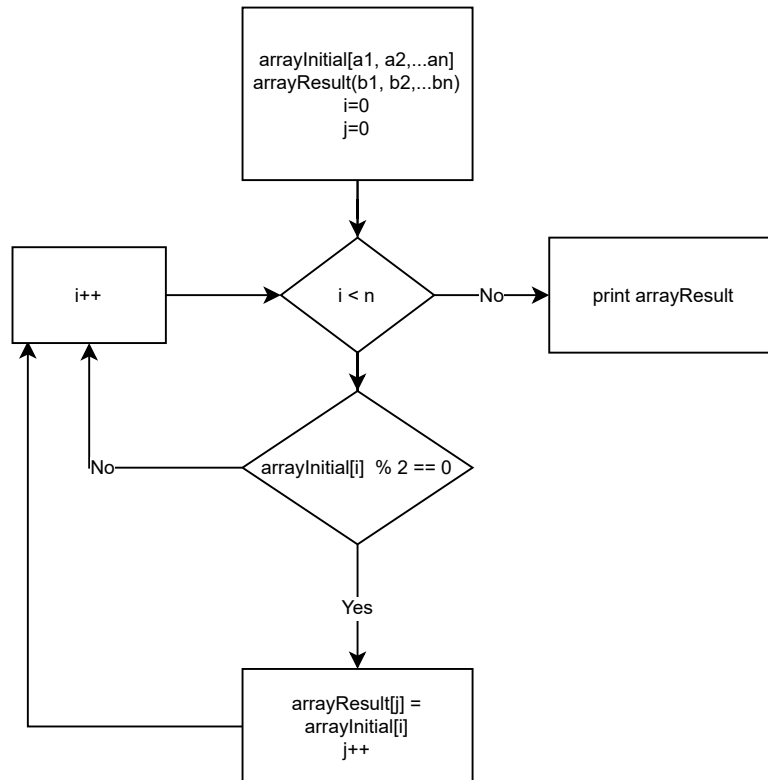 arrayInitial[a1, a2,...an]
arrayResult(b1, b2,...bn)
i=0
j=0
i++
i < n
No
print arrayResult
arrayInitial[i]  % 2 == 0
No
Yes
arrayResult[j] =
arrayInitial[i]
j++